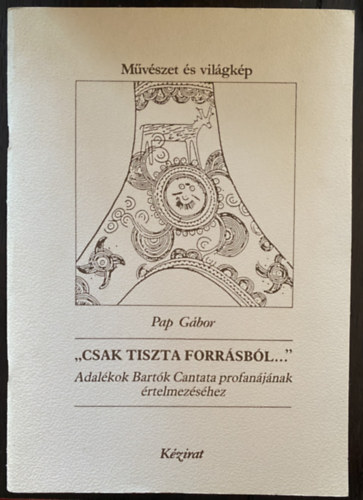 Művészet és világkép
Pap Gábor
„CSAK TISZTA FORRÁSBÓL...”
Adalékok Bartók Cantata profanájának
értelmezéséhez
Kézirat